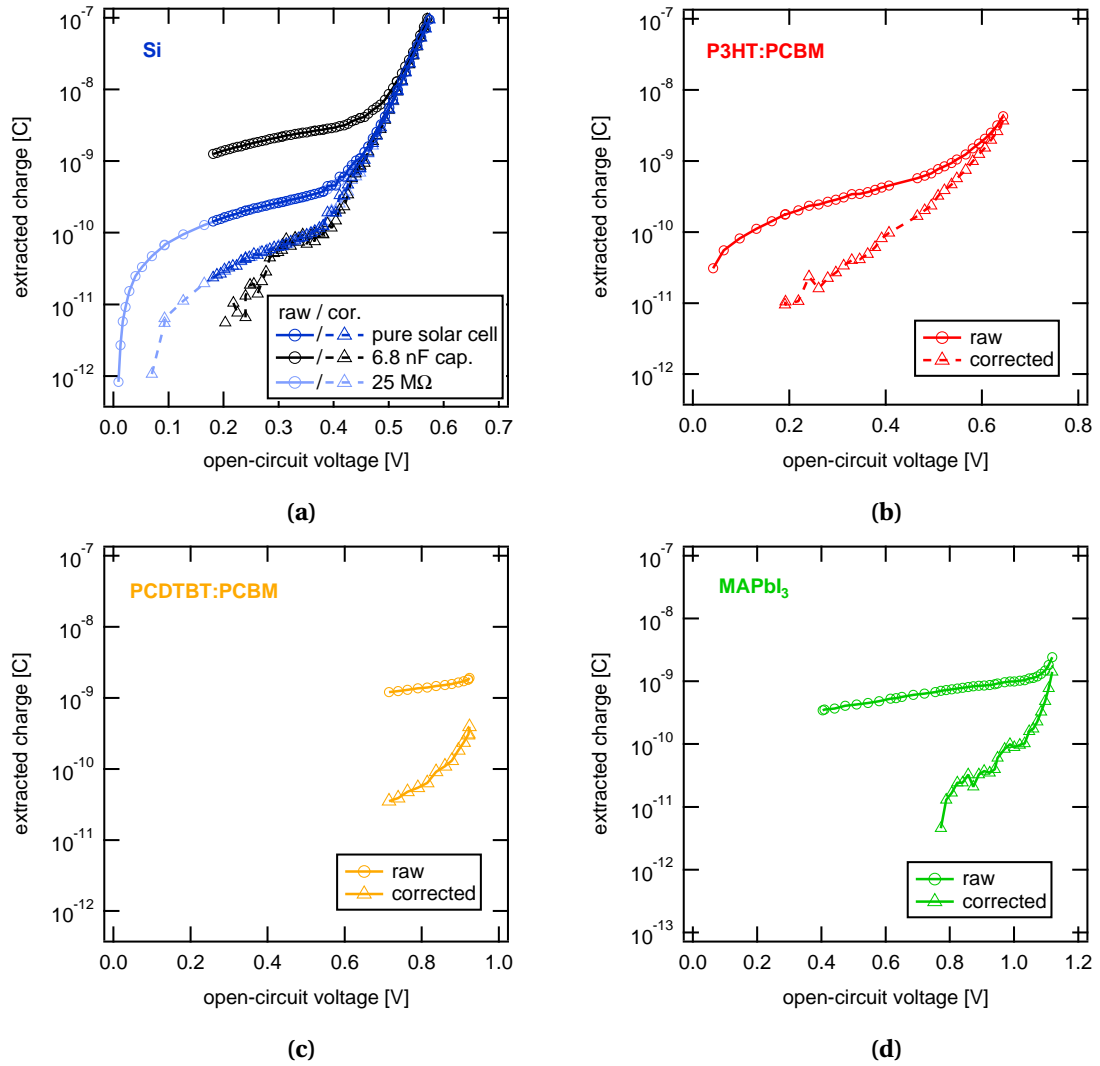 Si
extracted charge [C]
10^-7
10^-8
10^-9
10^-10
10^-11
10^-12
raw / cor.
/ pure solar cell
/ 6.8 nF cap.
/ 25 MΩ
0.0 0.1 0.2 0.3 0.4 0.5 0.6 0.7
open-circuit voltage [V]
(a)
P3HT:PCBM
extracted charge [C]
10^-7
10^-8
10^-9
10^-10
10^-11
10^-12
raw
corrected
0.0 0.2 0.4 0.6 0.8
open-circuit voltage [V]
(b)
PCDTBT:PCBM
extracted charge [C]
10^-7
10^-8
10^-9
10^-10
10^-11
10^-12
raw
corrected
0.0 0.2 0.4 0.6 0.8 1.0
open-circuit voltage [V]
(c)
MAPbI₃
extracted charge [C]
10^-7
10^-8
10^-9
10^-10
10^-11
10^-12
10^-13
raw
corrected
0.0 0.2 0.4 0.6 0.8 1.0 1.2
open-circuit voltage [V]
(d)